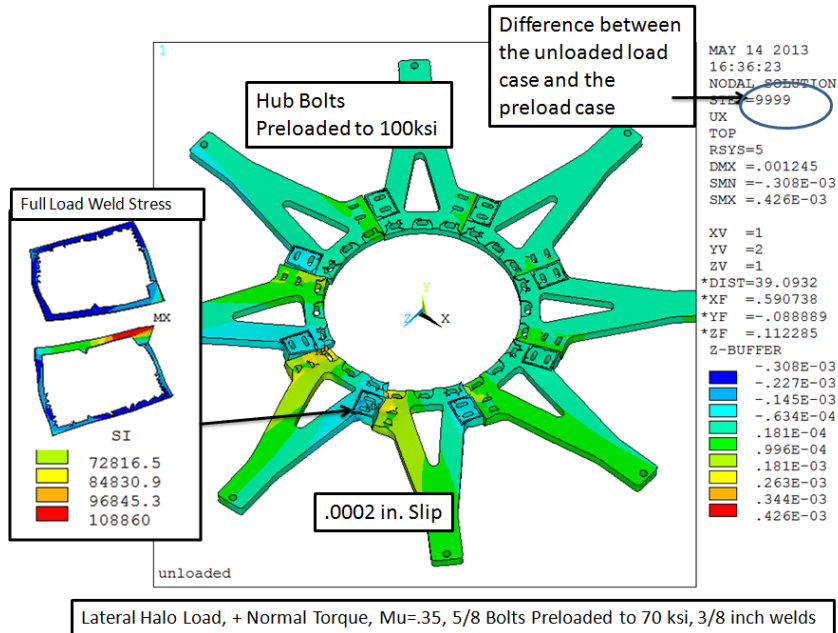 Difference between
the unloaded load
case and the
preload case
1
Hub Bolts
Preloaded to 100ksi
MAY 14 2013
16:36:23
NODAL SOLUTION
=9999
UX
TOP
RSYS=5
DMX =.001245
SMN =-.308E-03
SMX =.426E-03
XV =1
YV =2
ZV =1
*DIST=39.0932
*XF =.590738
*YF =-.088889
*ZF =.112285
Z-BUFFER
-.308E-03
-.227E-03
-.145E-03
-.634E-04
.181E-04
.996E-04
.181E-03
.263E-03
.344E-03
.426E-03
Full Load Weld Stress
MX
SI
72816.5
84830.9
96845.3
108860
Y
Z
X
.0002 in. Slip
unloaded
Lateral Halo Load, + Normal Torque, Mu=.35, 5/8 Bolts Preloaded to 70 ksi, 3/8 inch welds